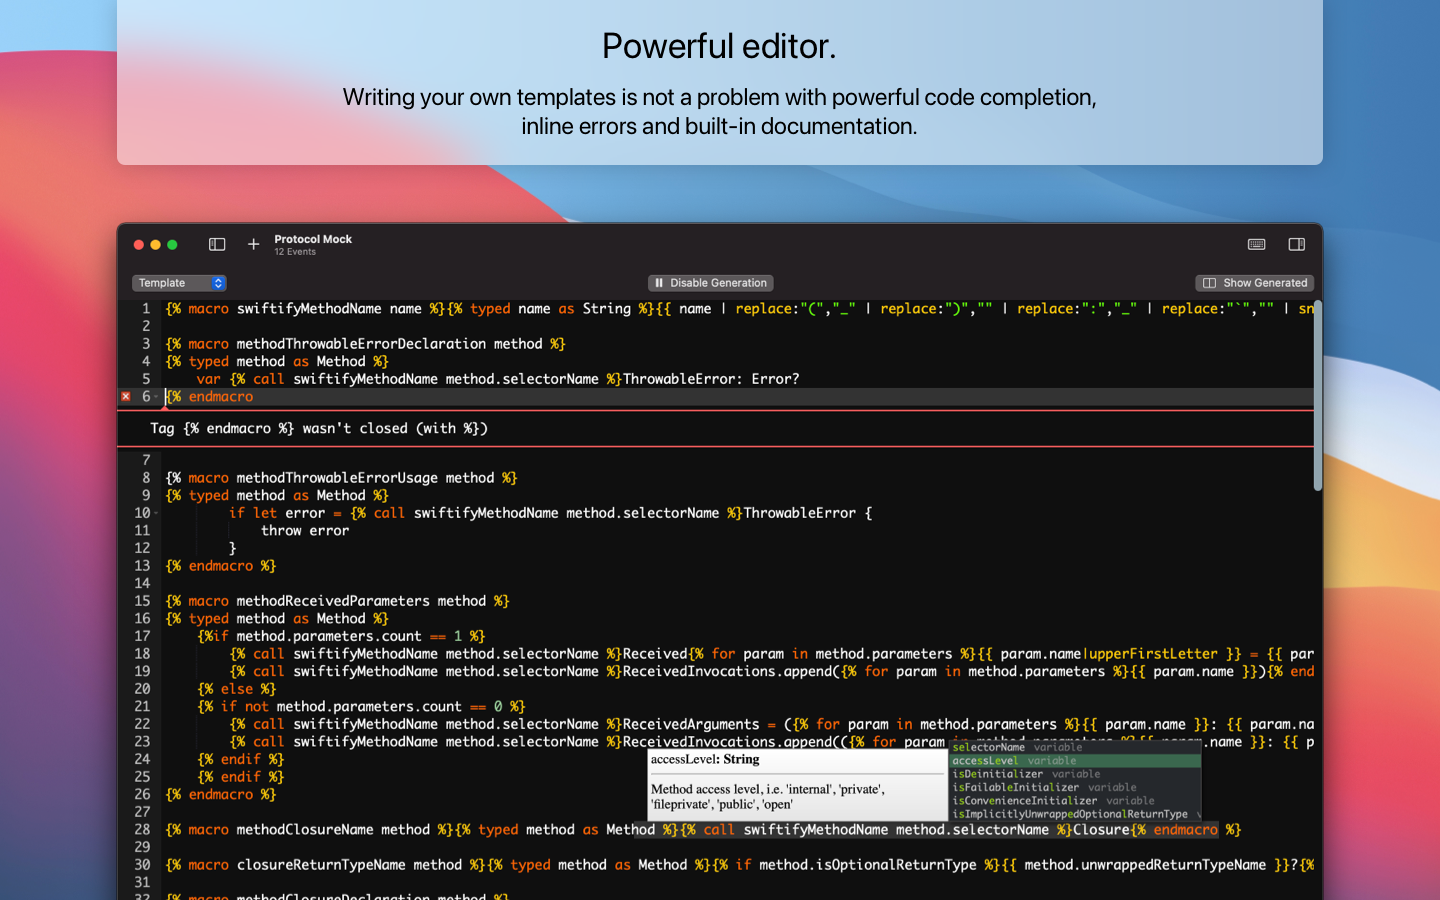 Powerful editor.
Writing your own templates is not a problem with powerful code completion,
inline errors and built-in documentation.
Protocol Mock
12 Events
Template
Disable Generation
Show Generated
1 {% macro swiftifyMethodName name %}{% typed name as String %}{{ name | replace:"(","_" | replace:")","" | replace:":","_" | replace:"`","" | sn
2
3 {% macro methodThrowableErrorDeclaration method %}
4 {% typed method as Method %}
5 var {% call swiftifyMethodName method.selectorName %}ThrowableError: Error?
6 {% endmacro
Tag {% endmacro %} wasn't closed (with %})
7
8 {% macro methodThrowableErrorUsage method %}
9 {% typed method as Method %}
10 if let error = {% call swiftifyMethodName method.selectorName %}ThrowableError {
11 throw error
12 }
13 {% endmacro %}
14
15 {% macro methodReceivedParameters method %}
16 {% typed method as Method %}
17 {%if method.parameters.count == 1 %}
18 {% call swiftifyMethodName method.selectorName %}Received{% for param in method.parameters %}{{ param.name|upperFirstLetter }} = {{ par
19 {% call swiftifyMethodName method.selectorName %}ReceivedInvocations.append({% for param in method.parameters %}{{ param.name }}){% end
20 {% else %}
21 {% if not method.parameters.count == 0 %}
22 {% call swiftifyMethodName method.selectorName %}ReceivedArguments = ({% for param in method.parameters %}{{ param.name }}: {{ param.na
23 {% call swiftifyMethodName method.selectorName %}ReceivedInvocations.append(({% for param in method.parameters %}{{ param.name }}: {{ p
selectorName variable
accessLevel variable
isDeinitializer variable
isFailableInitializer variable
isConvenienceInitializer variable
isImplicitlyUnwrappedOptionalReturnType v
accessLevel: String
Method access level, i.e. 'internal', 'private',
'fileprivate', 'public', 'open'
24 {% endif %}
25 {% endif %}
26 {% endmacro %}
27
28 {% macro methodClosureName method %}{% typed method as Method %}{% call swiftifyMethodName method.selectorName %}Closure{% endmacro %}
29
30 {% macro closureReturnTypeName method %}{% typed method as Method %}{% if method.isOptionalReturnType %}{{ method.unwrappedReturnTypeName }}?{%
31
32 {% macro methodClosureDeclaration method %}